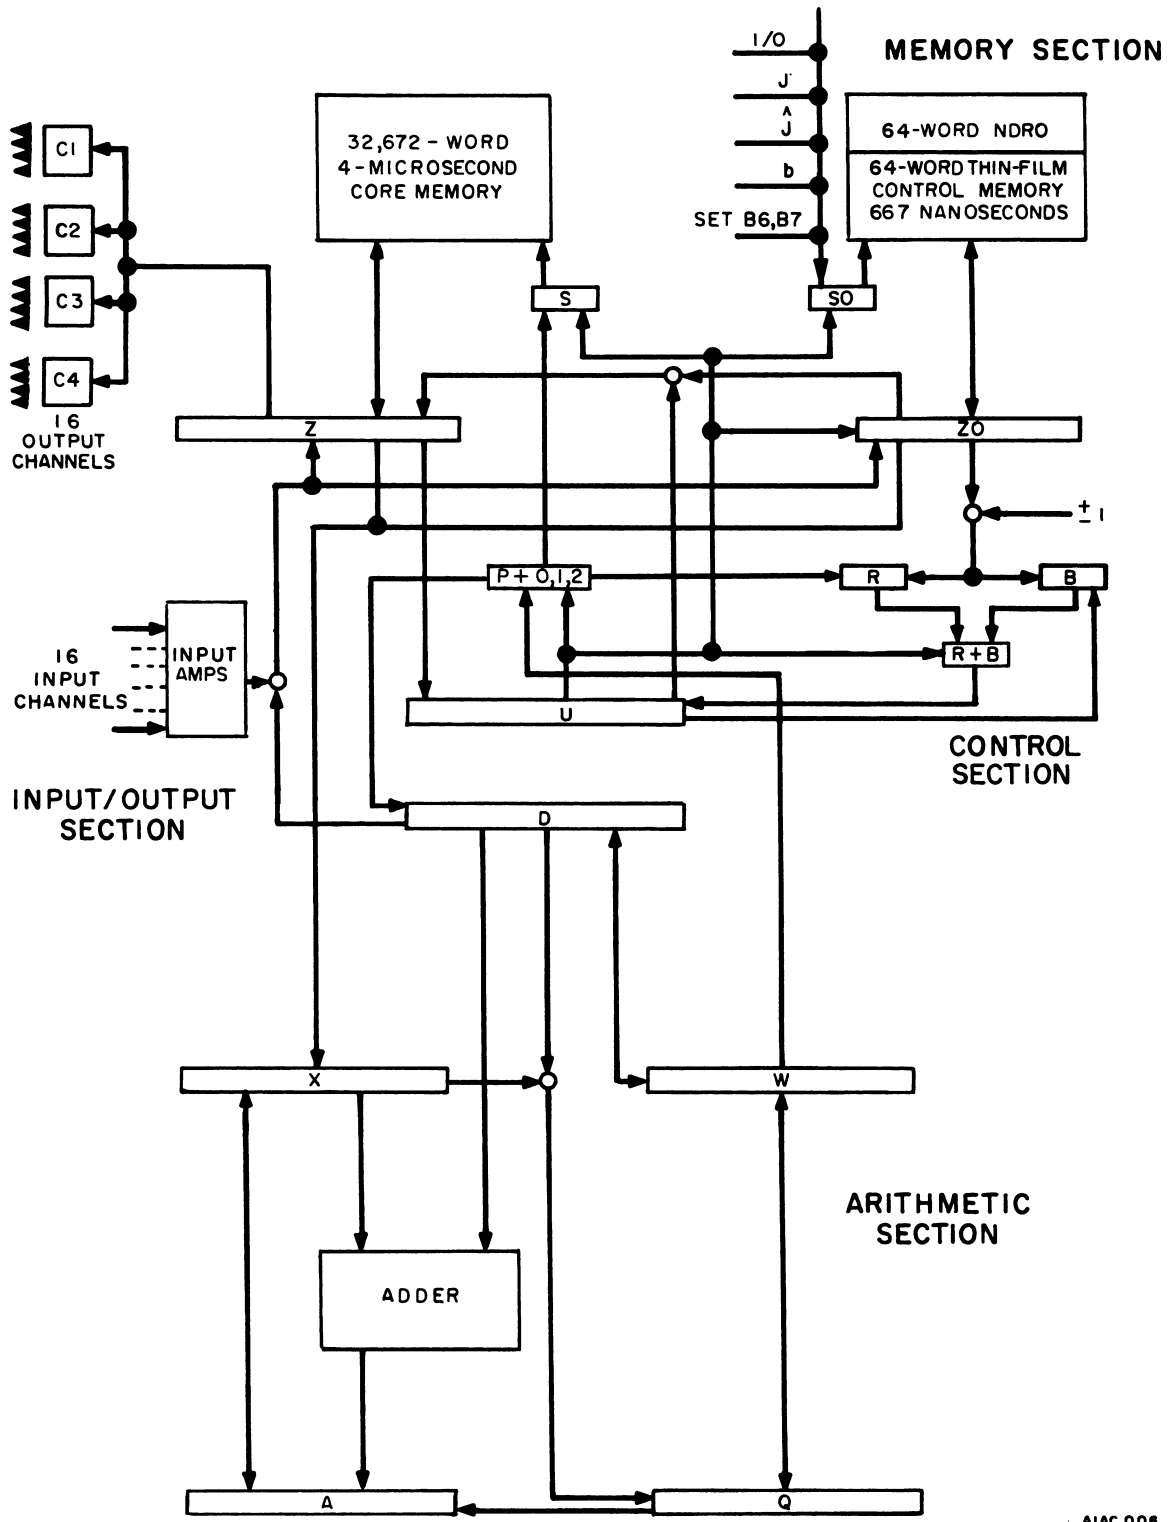 I/O
MEMORY SECTION
J
^
J
b
SET B6,B7
32,672 - WORD
4-MICROSECOND
CORE MEMORY
64-WORD NDRO
64-WORD THIN-FILM
CONTROL MEMORY
667 NANOSECONDS
C1
C2
C3
C4
16
OUTPUT
CHANNELS
S
SO
Z
ZO
± 1
P + 0,1,2
R
B
R + B
16
INPUT
CHANNELS
INPUT
AMPS
U
CONTROL
SECTION
INPUT/OUTPUT
SECTION
D
X
W
ARITHMETIC
SECTION
ADDER
A
Q